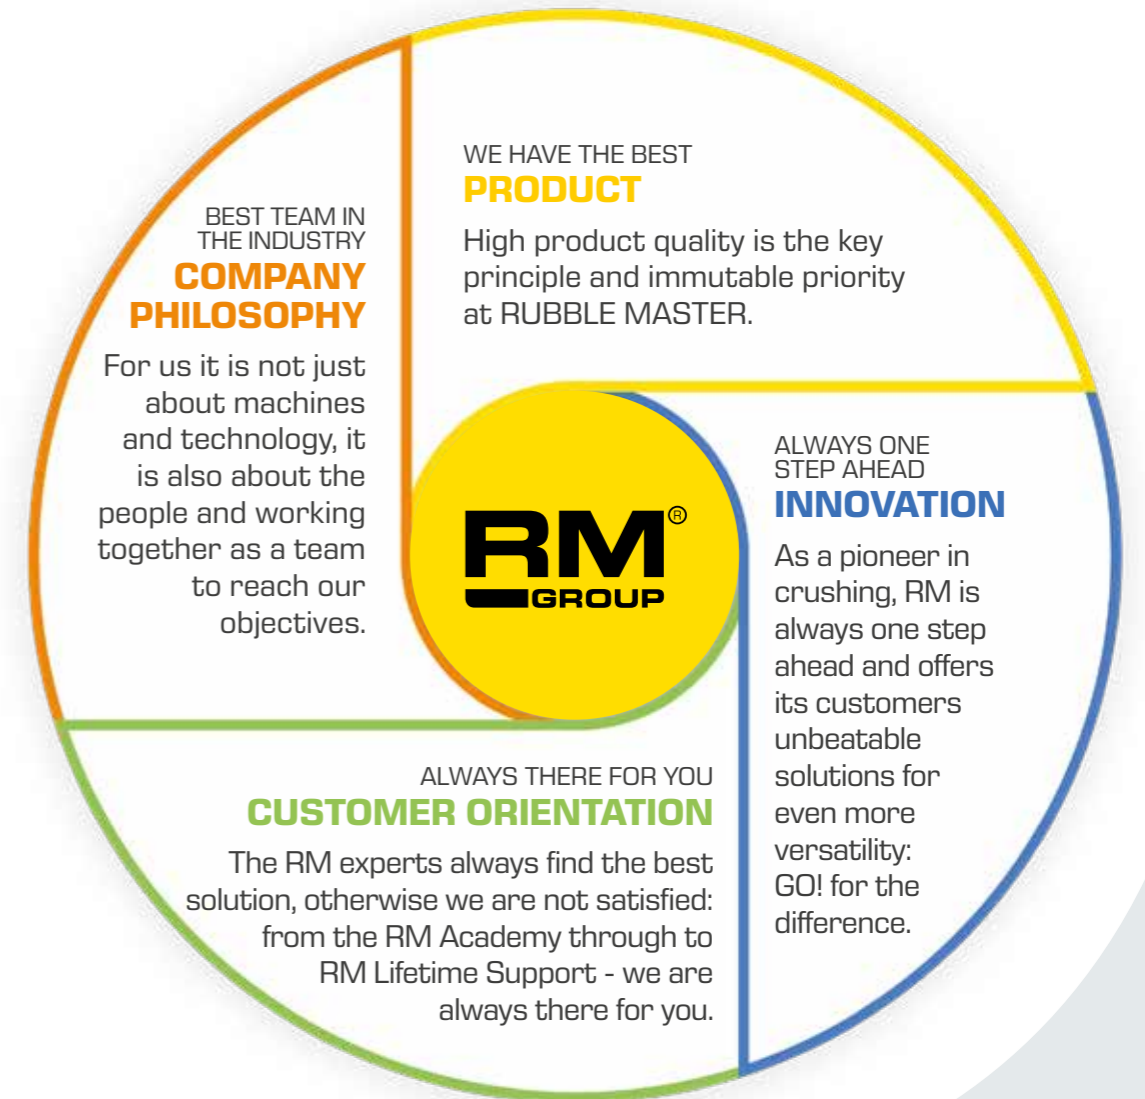 WE HAVE THE BEST
PRODUCT
High product quality is the key
principle and immutable priority
at RUBBLE MASTER.
BEST TEAM IN
THE INDUSTRY
COMPANY
PHILOSOPHY
For us it is not just
about machines
and technology, it
is also about the
people and working
together as a team
to reach our
objectives.
RM®
GROUP
ALWAYS ONE
STEP AHEAD
INNOVATION
As a pioneer in
crushing, RM is
always one step
ahead and offers
its customers
unbeatable
solutions for
even more
versatility:
GO! for the
difference.
ALWAYS THERE FOR YOU
CUSTOMER ORIENTATION
The RM experts always find the best
solution, otherwise we are not satisfied:
from the RM Academy through to
RM Lifetime Support - we are
always there for you.